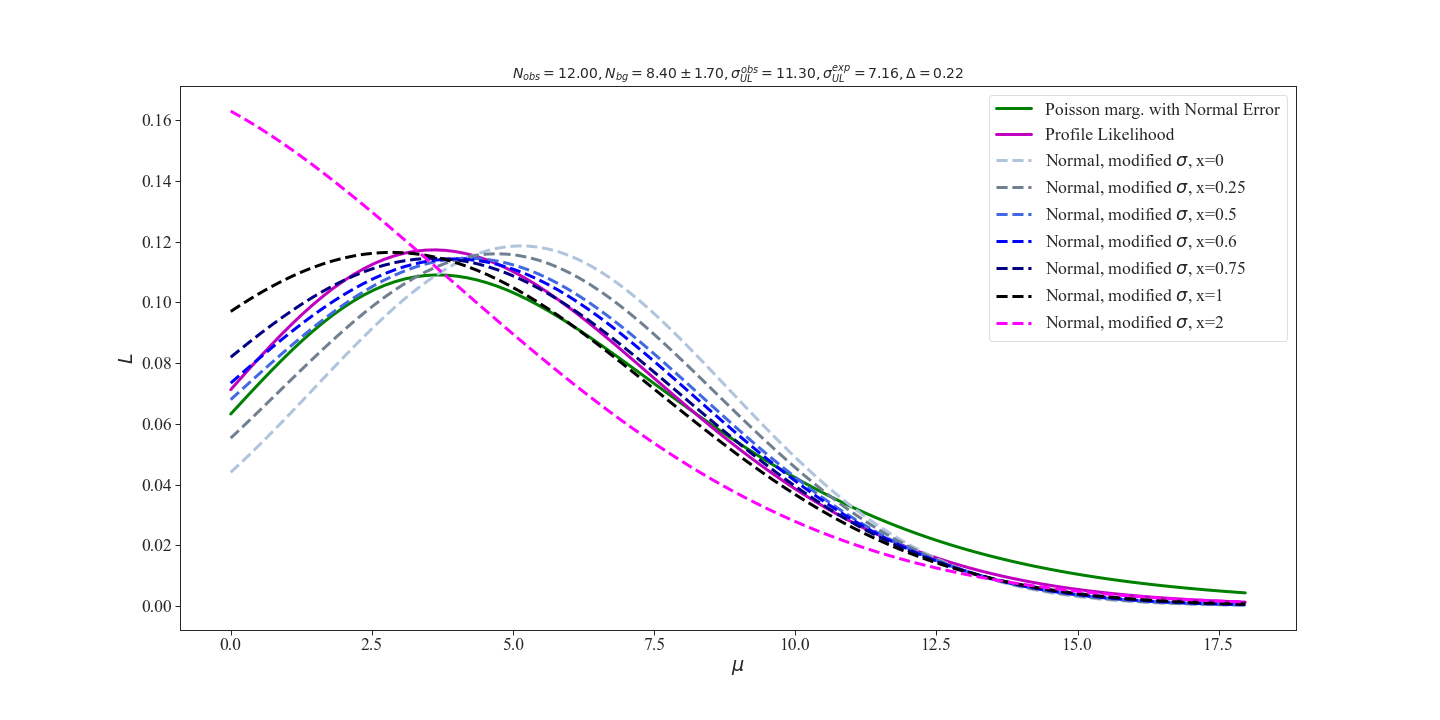 N_obs = 12.00, N_bg = 8.40 ± 1.70, σ_UL^obs = 11.30, σ_UL^exp = 7.16, Δ = 0.22
Poisson marg. with Normal Error
Profile Likelihood
Normal, modified σ, x=0
Normal, modified σ, x=0.25
Normal, modified σ, x=0.5
Normal, modified σ, x=0.6
Normal, modified σ, x=0.75
Normal, modified σ, x=1
Normal, modified σ, x=2
L
0.16
0.14
0.12
0.10
0.08
0.06
0.04
0.02
0.00
0.0 2.5 5.0 7.5 10.0 12.5 15.0 17.5
μ